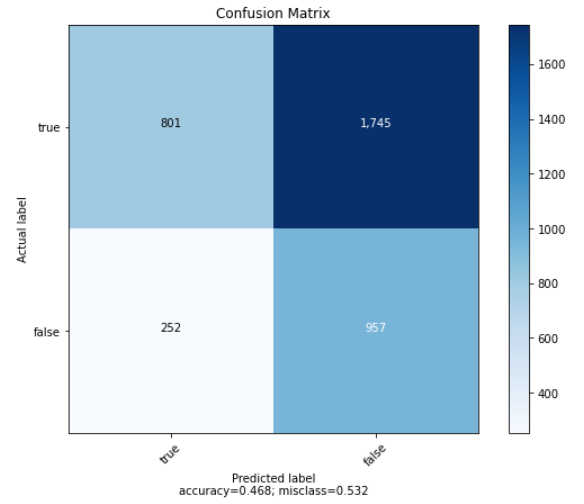 Confusion Matrix
true
801
1,745
false
252
957
Actual label
true
false
Predicted label
accuracy=0.468; misclass=0.532
1600
1400
1200
1000
800
600
400